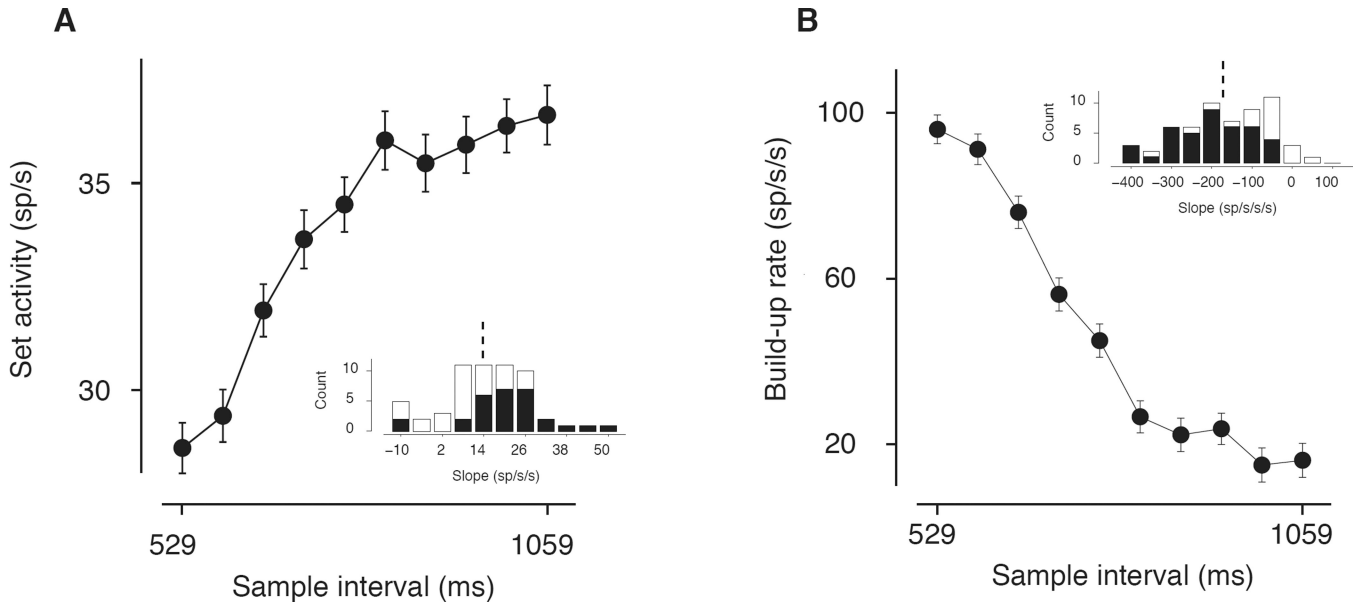 A
Set activity (sp/s)
35
30
529
1059
Sample interval (ms)
Count
10
5
0
−10
2
14
26
38
50
Slope (sp/s/s)
B
Build-up rate (sp/s/s)
100
60
20
529
1059
Sample interval (ms)
Count
10
5
0
−400
−300
−200
−100
0
100
Slope (sp/s/s/s)